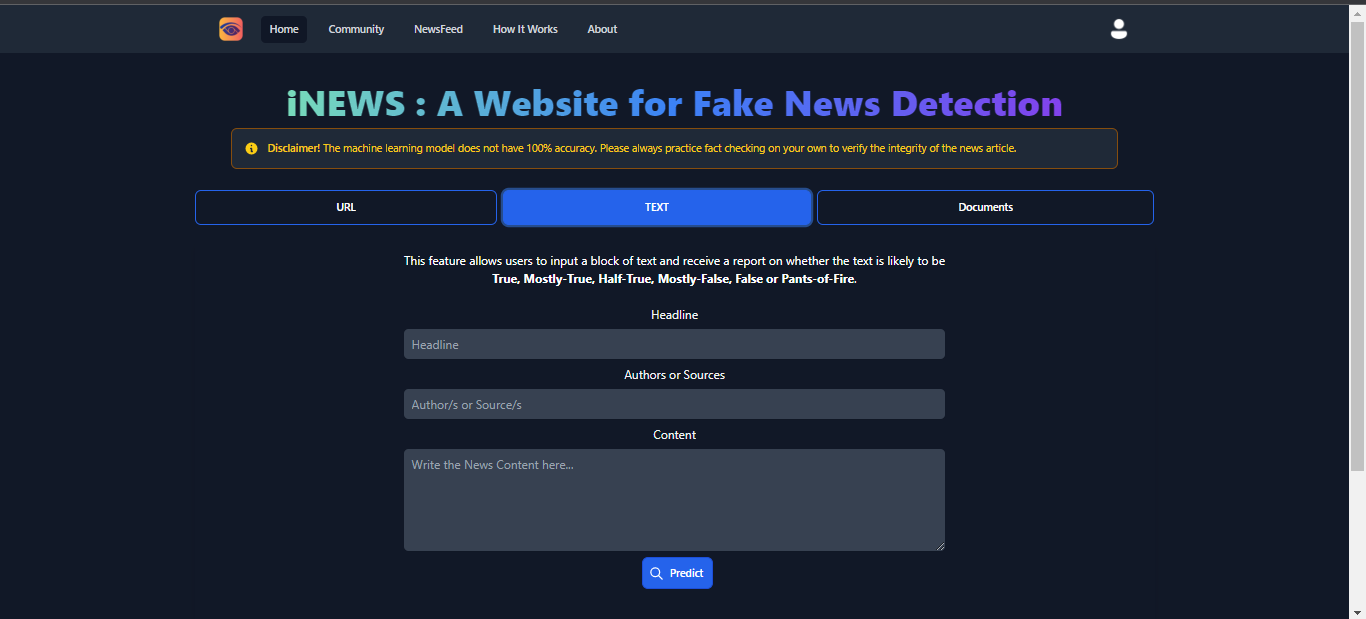 Home Community NewsFeed How It Works About
iNEWS : A Website for Fake News Detection
Disclaimer! The machine learning model does not have 100% accuracy. Please always practice fact checking on your own to verify the integrity of the news article.
URL TEXT Documents
This feature allows users to input a block of text and receive a report on whether the text is likely to be
True, Mostly-True, Half-True, Mostly-False, False or Pants-of-Fire.
Headline
Headline
Authors or Sources
Author/s or Source/s
Content
Write the News Content here...
Predict